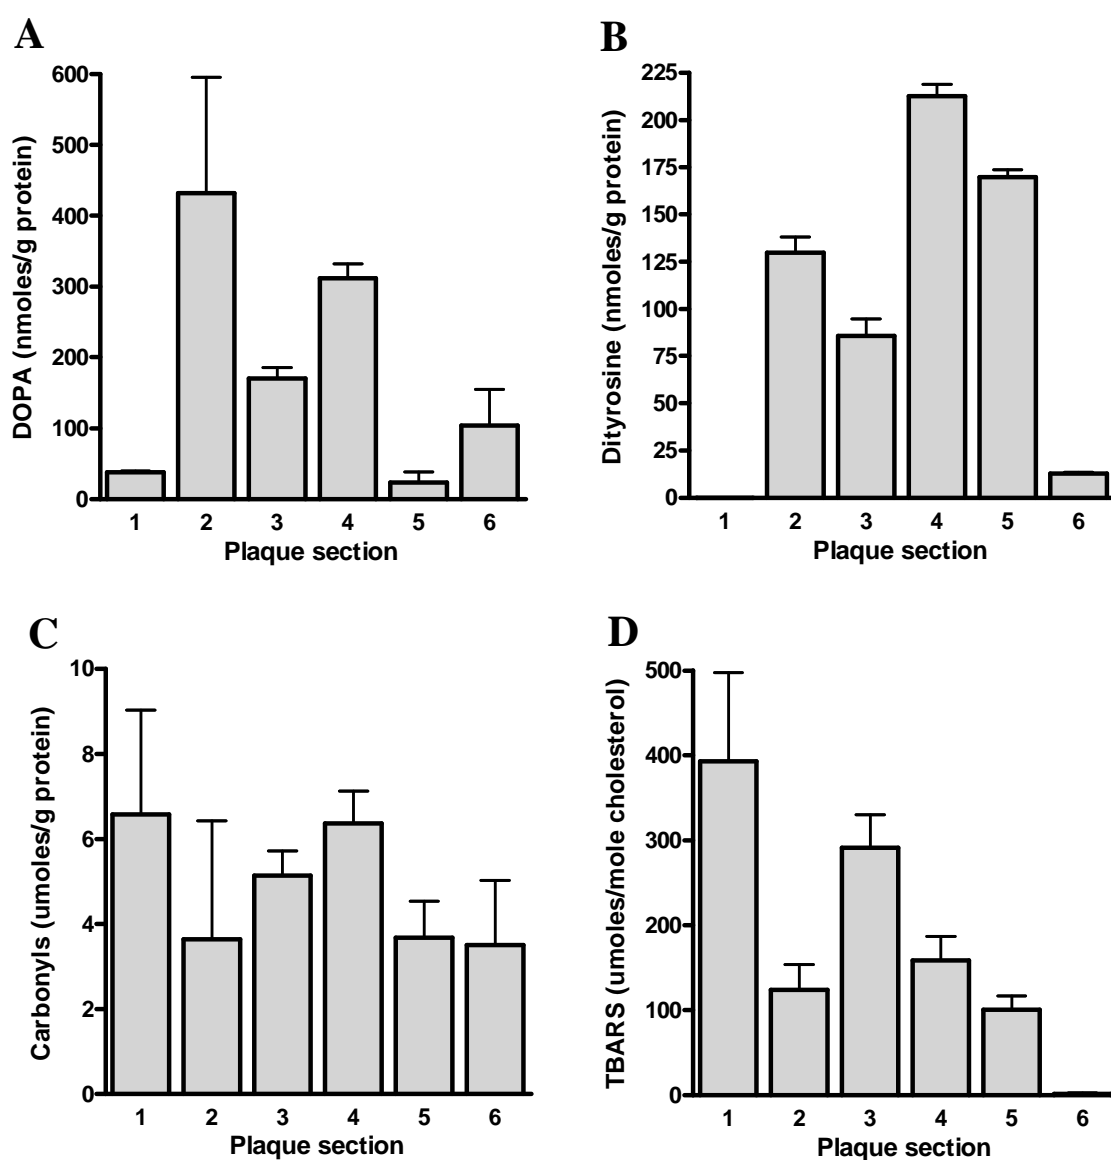 A
DOPA (nmoles/g protein)
600
500
400
300
200
100
0
1 2 3 4 5 6
Plaque section
B
Dityrosine (nmoles/g protein)
225
200
175
150
125
100
75
50
25
0
1 2 3 4 5 6
Plaque section
C
Carbonyls (umoles/g protein)
10
8
6
4
2
0
1 2 3 4 5 6
Plaque section
D
TBARS (umoles/mole cholesterol)
500
400
300
200
100
0
1 2 3 4 5 6
Plaque section